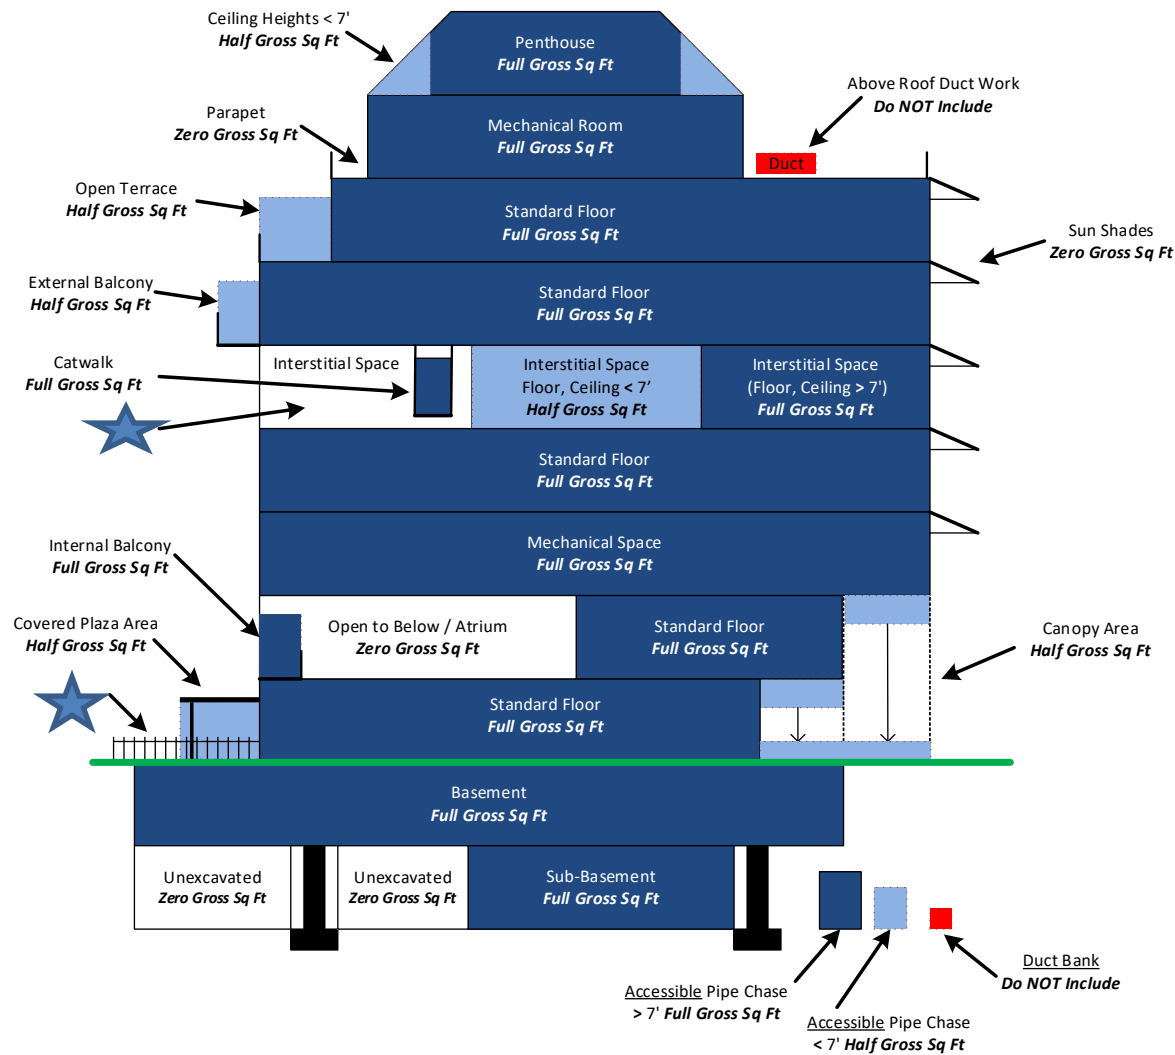 Ceiling Heights < 7'
Half Gross Sq Ft
Penthouse
Full Gross Sq Ft
Above Roof Duct Work
Do NOT Include
Parapet
Zero Gross Sq Ft
Mechanical Room
Full Gross Sq Ft
Duct
Open Terrace
Half Gross Sq Ft
Standard Floor
Full Gross Sq Ft
Sun Shades
Zero Gross Sq Ft
External Balcony
Half Gross Sq Ft
Standard Floor
Full Gross Sq Ft
Catwalk
Full Gross Sq Ft
Interstitial Space
Interstitial Space
Floor, Ceiling < 7’
Half Gross Sq Ft
Interstitial Space
(Floor, Ceiling > 7')
Full Gross Sq Ft
Standard Floor
Full Gross Sq Ft
Mechanical Space
Full Gross Sq Ft
Internal Balcony
Full Gross Sq Ft
Covered Plaza Area
Half Gross Sq Ft
Open to Below / Atrium
Zero Gross Sq Ft
Standard Floor
Full Gross Sq Ft
Canopy Area
Half Gross Sq Ft
Standard Floor
Full Gross Sq Ft
Basement
Full Gross Sq Ft
Unexcavated
Zero Gross Sq Ft
Unexcavated
Zero Gross Sq Ft
Sub-Basement
Full Gross Sq Ft
Accessible Pipe Chase
> 7' Full Gross Sq Ft
Accessible Pipe Chase
< 7' Half Gross Sq Ft
Duct Bank
Do NOT Include